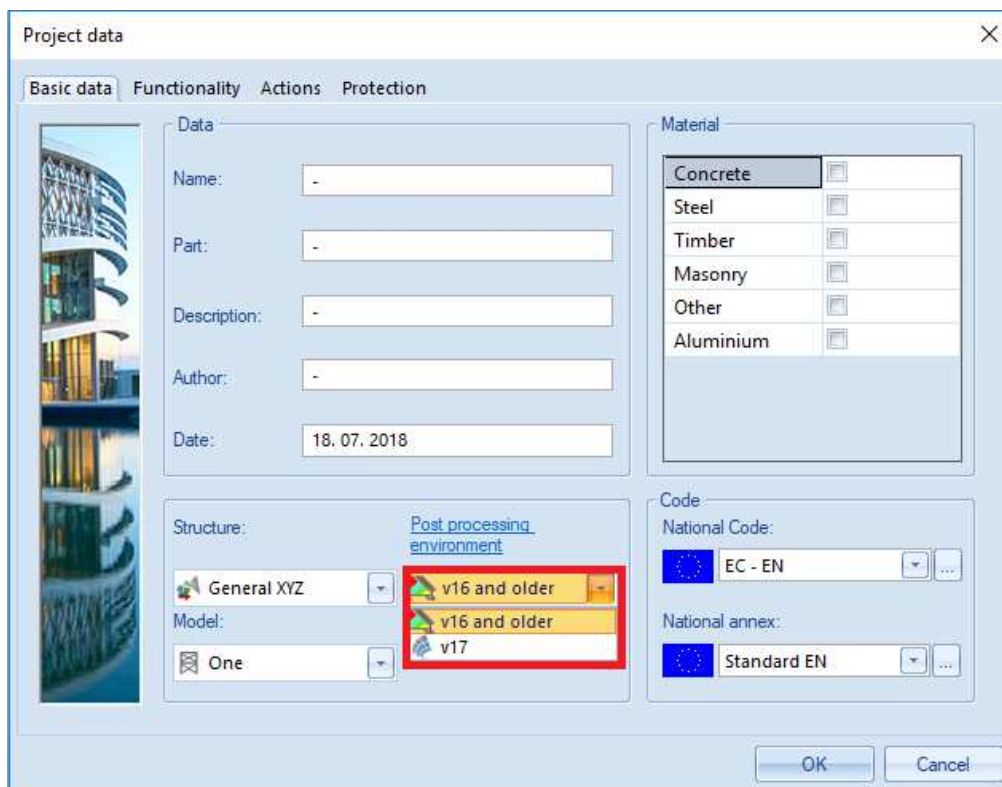 Project data
Basic data Functionality Actions Protection
Data
Name: -
Part: -
Description: -
Author: -
Date: 18. 07. 2018
Material
Concrete
Steel
Timber
Masonry
Other
Aluminium
Structure:
General XYZ
Model:
One
Post processing
environment
v16 and older
v16 and older
v17
Code
National Code:
EC - EN
...
National annex:
Standard EN
...
OK Cancel